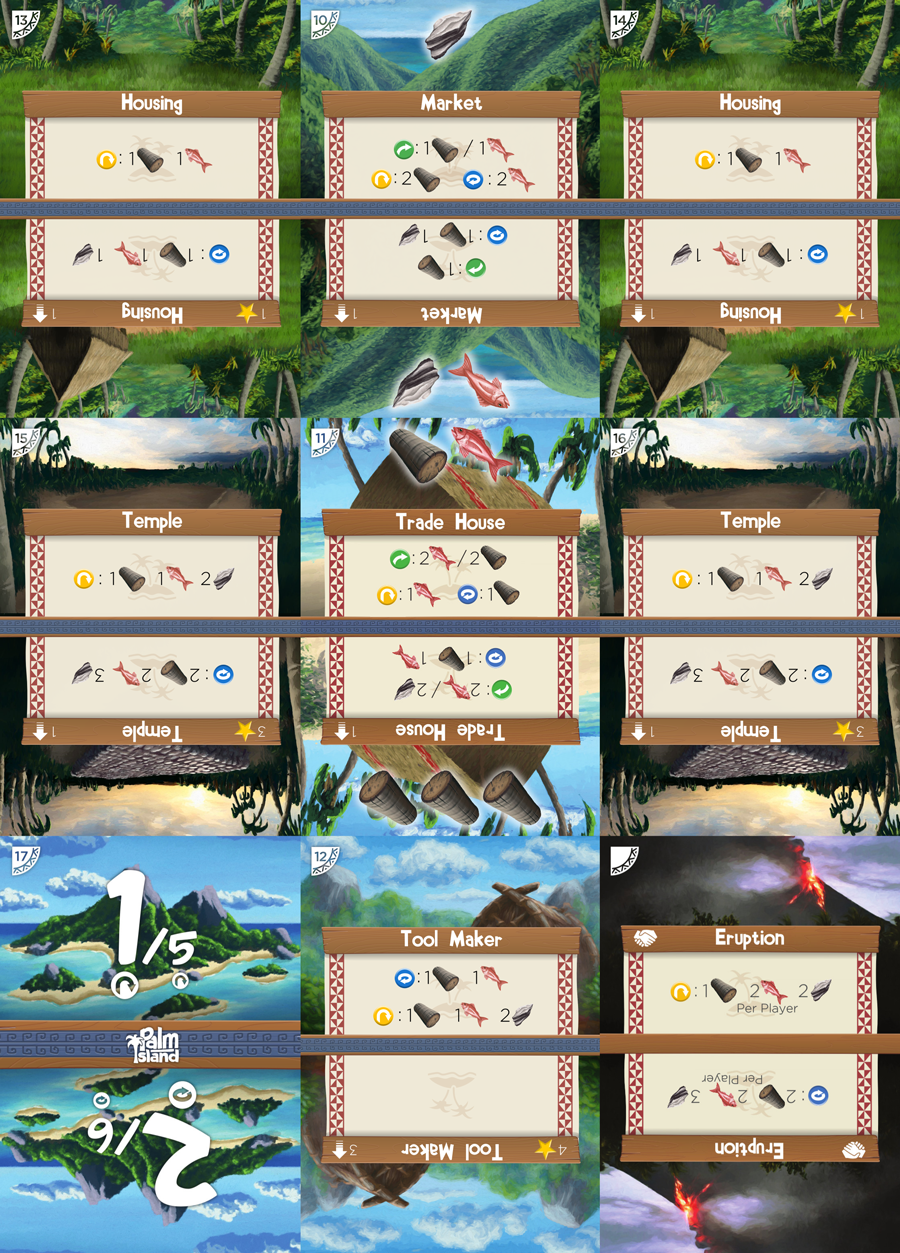 13
Housing
: 1 1
1 Housing 1
: 1 1 1
10
Market
: 1 / 1
: 2 : 2
Market 1
: 1
: 1 1
14
Housing
: 1 1
1 Housing 1
: 1 1 1
15
Temple
: 1 1 2
3 Temple 1
: 2 2 3
11
Trade House
: 2 / 2
: 1 : 1
Trade House 1
: 2 / 2
: 1 1
16
Temple
: 1 1 2
3 Temple 1
: 2 2 3
17
1/5
Palm
Island
2/6
12
Tool Maker
: 1 1
: 1 1 2
4 Tool Maker 3
Eruption
: 1 2 2
Per Player
Eruption
: 2 2 3
Per Player